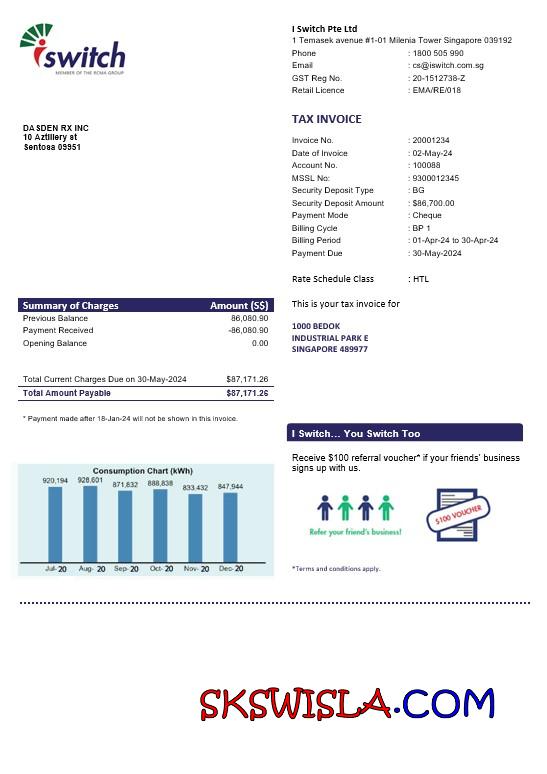 iswitch
MEMBER OF THE RCMA GROUP
I Switch Pte Ltd
1 Temasek avenue #1-01 Milenia Tower Singapore 039192
Phone : 1800 505 990
Email : cs@iswitch.com.sg
GST Reg No. : 20-1512738-Z
Retail Licence : EMA/RE/018
DASDEN RX INC
10 Aztillery st
Sentosa 09951
TAX INVOICE
Invoice No. : 20001234
Date of Invoice : 02-May-24
Account No. : 100088
MSSL No: : 9300012345
Security Deposit Type : BG
Security Deposit Amount : $86,700.00
Payment Mode : Cheque
Billing Cycle : BP 1
Billing Period : 01-Apr-24 to 30-Apr-24
Payment Due : 30-May-2024
Rate Schedule Class : HTL
This is your tax invoice for
1000 BEDOK
INDUSTRIAL PARK E
SINGAPORE 489977
Summary of Charges Amount (S$)
Previous Balance 86,080.90
Payment Received -86,080.90
Opening Balance 0.00
Total Current Charges Due on 30-May-2024 $87,171.26
Total Amount Payable $87,171.26
* Payment made after 18-Jan-24 will not be shown in this invoice.
I Switch... You Switch Too
Receive $100 referral voucher* if your friends' business
signs up with us.
Refer your friend's business!
$100 VOUCHER
*Terms and conditions apply.
Consumption Chart (kWh)
920,194 928,601 871,832 888,838 833,432 847,944
Jul-20 Aug-20 Sep-20 Oct-20 Nov-20 Dec-20
SKSWISLA.COM